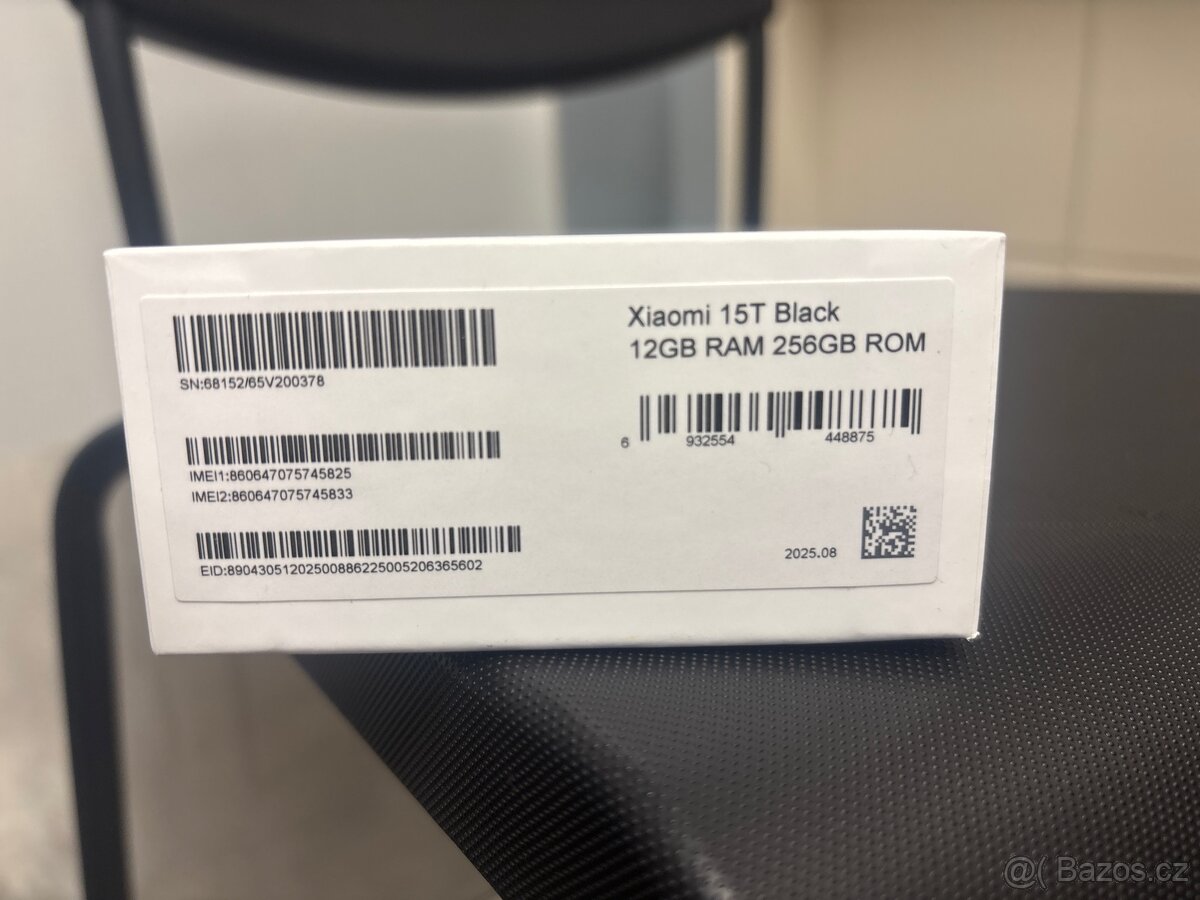 Xiaomi 15T Black
12GB RAM 256GB ROM
SN:68152/65V200378
6 932554 448875
IMEI1:860647075745825
IMEI2:860647075745833
EID:89043051202500886225005206365602
2025.08
@( Bazos.cz